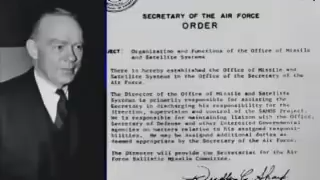 SECRETARY OF THE AIR FORCE
ORDER
SUBJECT: Organization and Functions of the Office of Missile
and Satellite Systems
There is hereby established the Office of Missile and
Satellite Systems in the Office of the Secretary of the
Air Force.
The Director of the Office of Missile and Satellite
Systems is primarily responsible for Assisting the
Secretary in discharging his responsibility for the
direction, supervision and control of the SAMOS Project.
He is responsible for maintaining liaison with the Office,
Secretary of Defense and other interested Governmental
agencies on matters relative to his assigned responsi-
bilities. He may be assigned additional duties as
deemed appropriate by the Secretary of the Air Force.
The Director will provide the Secretariat for the Air
Force Ballistic Missile Committee.
Dudley C. Sharp